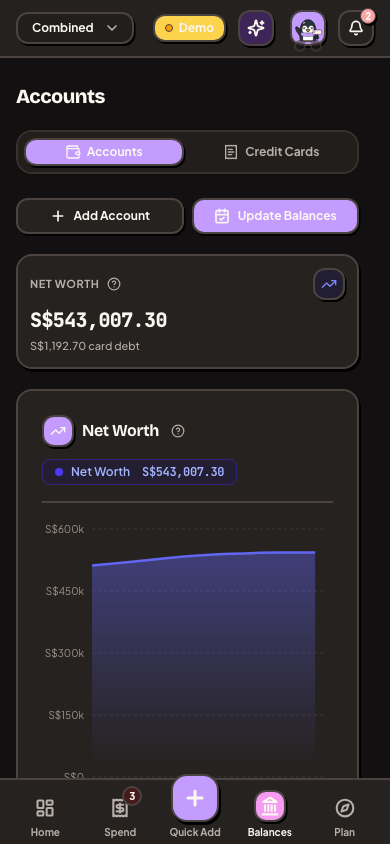 Combined
Demo
2
Accounts
Accounts
Credit Cards
Add Account
Update Balances
NET WORTH
S$543,007.30
S$1,192.70 card debt
Net Worth
Net Worth S$543,007.30
S$600k
S$450k
S$300k
S$150k
S$0
3
Home
Spend
Quick Add
Balances
Plan